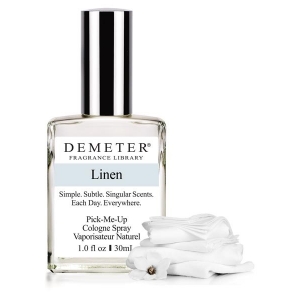 DEMETER®
FRAGRANCE LIBRARY
Linen
Simple. Subtle. Singular Scents.
Each Day. Everywhere.
Pick-Me-Up
Cologne Spray
Vaporisateur Naturel
1.0 fl oz I 30ml